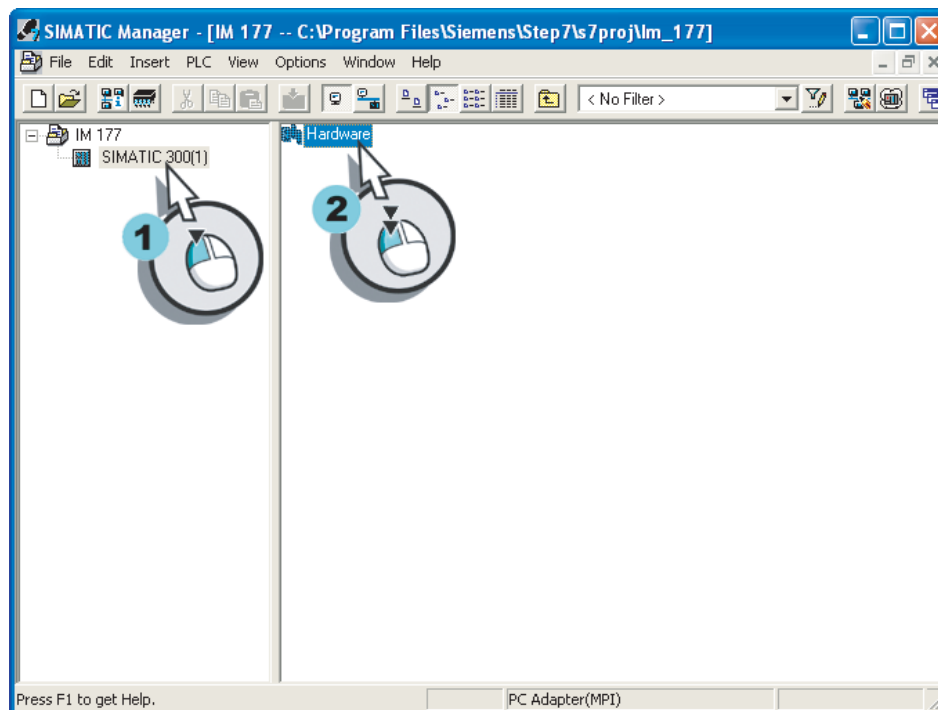 SIMATIC Manager - [IM 177 -- C:\Program Files\Siemens\Step7\s7proj\Im_177]
File Edit Insert PLC View Options Window Help
< No Filter >
IM 177
SIMATIC 300(1)
Hardware
1
2
Press F1 to get Help.
PC Adapter(MPI)